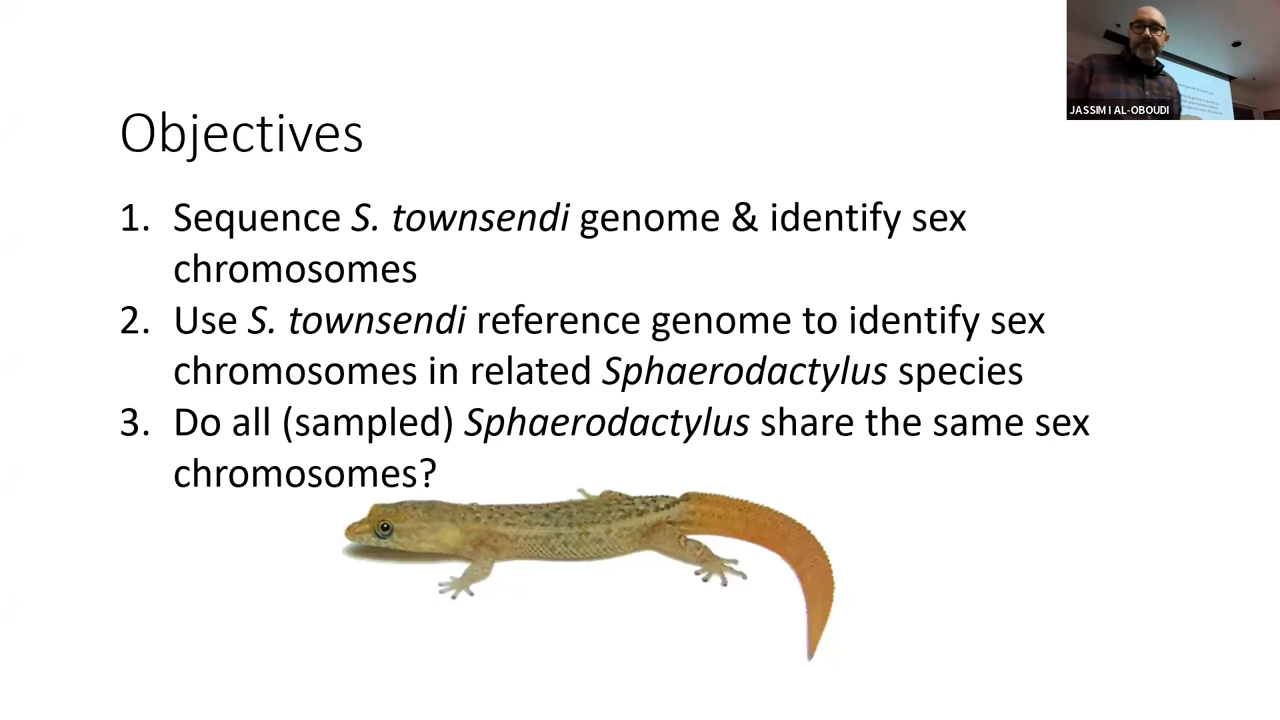 JASSIM I AL-OBOUDI
Objectives
1. Sequence S. townsendi genome & identify sex
chromosomes
2. Use S. townsendi reference genome to identify sex
chromosomes in related Sphaerodactylus species
3. Do all (sampled) Sphaerodactylus share the same sex
chromosomes?